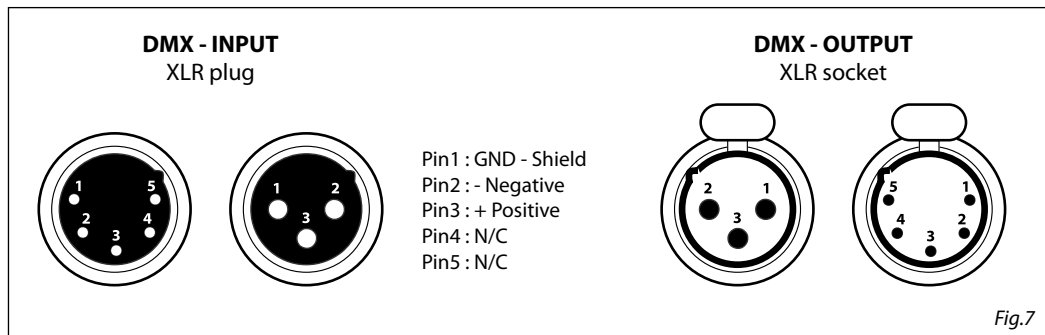 DMX - INPUT
XLR plug
1 5
2 4
3
1 2
3
Pin1 : GND - Shield
Pin2 : - Negative
Pin3 : + Positive
Pin4 : N/C
Pin5 : N/C
DMX - OUTPUT
XLR socket
2 1
3
5 1
4 2
3
Fig.7